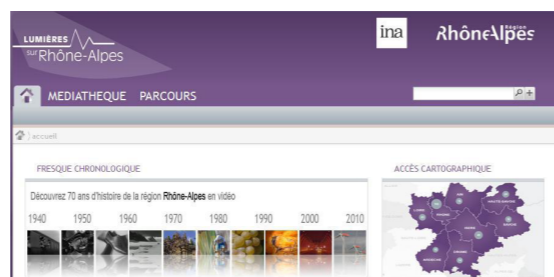 LUMIÈRES
sur Rhône-Alpes
ina
Région
RhôneAlpes
MEDIATHEQUE PARCOURS
accueil
FRESQUE CHRONOLOGIQUE
Découvrez 70 ans d'histoire de la région Rhône-Alpes en vidéo
1940 1950 1960 1970 1980 1990 2000 2010
ACCÈS CARTOGRAPHIQUE